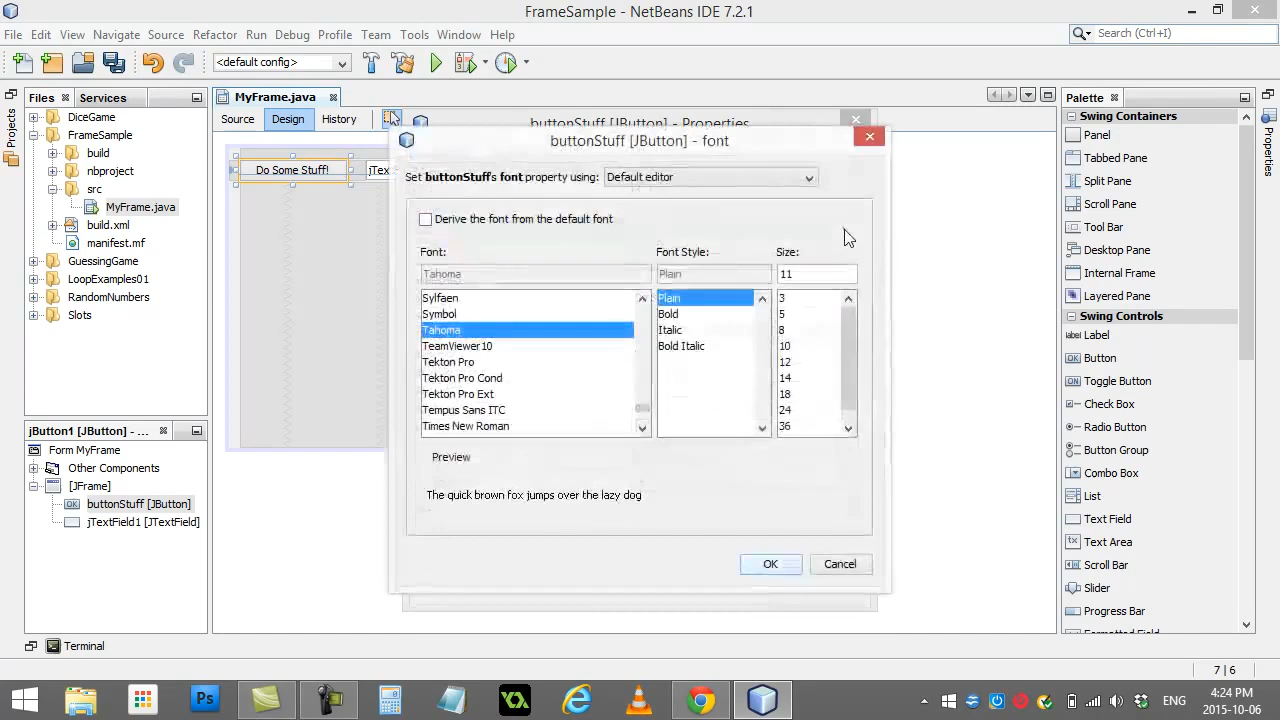 FrameSample - NetBeans IDE 7.2.1
File Edit View Navigate Source Refactor Run Debug Profile Team Tools Window Help
Search (Ctrl+I)
<default config>
Projects
Files
Services
DiceGame
FrameSample
build
nbproject
src
MyFrame.java
build.xml
manifest.mf
GuessingGame
LoopExamples01
RandomNumbers
Slots
jButton1 [JButton] - ...
Form MyFrame
Other Components
[JFrame]
buttonStuff [JButton]
jTextField1 [JTextField]
MyFrame.java
Source Design History
Do Some Stuff!
buttonStuff [JButton] - Properties
buttonStuff [JButton] - font
Set buttonStuff's font property using: Default editor
Derive the font from the default font
Font: Font Style: Size:
Tahoma Plain 11
Sylfaen Plain 3
Symbol Bold 5
Tahoma Italic 8
TeamViewer10 Bold Italic 10
Tekton Pro 12
Tekton Pro Cond 14
Tekton Pro Ext 18
Tempus Sans ITC 24
Times New Roman 36
Preview
The quick brown fox jumps over the lazy dog
OK Cancel
Palette
Swing Containers
Panel
Tabbed Pane
Split Pane
Scroll Pane
Tool Bar
Desktop Pane
Internal Frame
Layered Pane
Swing Controls
Label
OK Button
ON Toggle Button
Check Box
Radio Button
Button Group
Combo Box
List
Text Field
Text Area
Scroll Bar
Slider
Progress Bar
Properties
Terminal
7 | 6
Ps
ENG
4:24 PM
2015-10-06